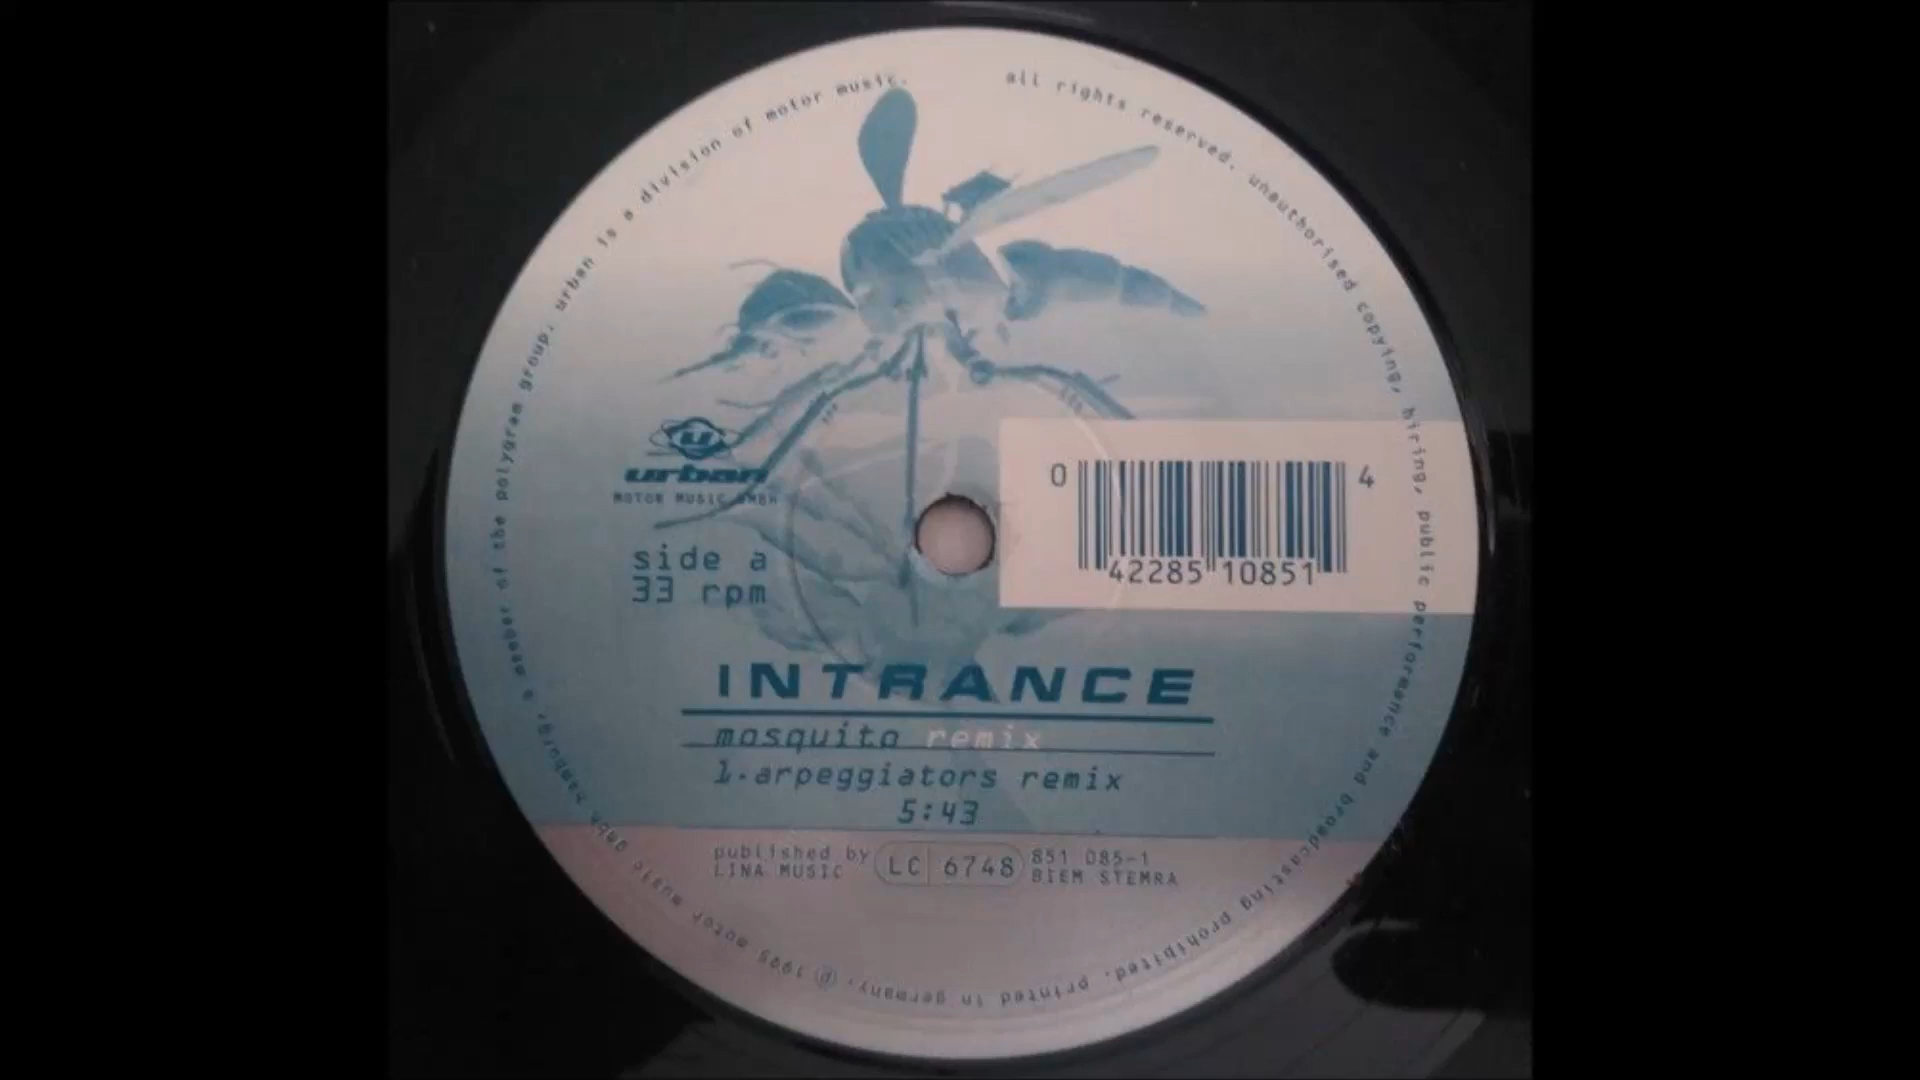 all rights reserved. unauthorised copying, hiring, public performance and broadcasting prohibited. printed in germany. ℗ 1995 motor music gmbh hamburg, a member of the polygram group. urban is a division of motor music.
urban
MOTOR MUSIC GMBH
side a
33 rpm
0 42285 10851 4
INTRANCE
mosquito remix
1.arpeggiators remix
5:43
published by
LINA MUSIC
LC 6748
851 085-1
BIEM STEMRA